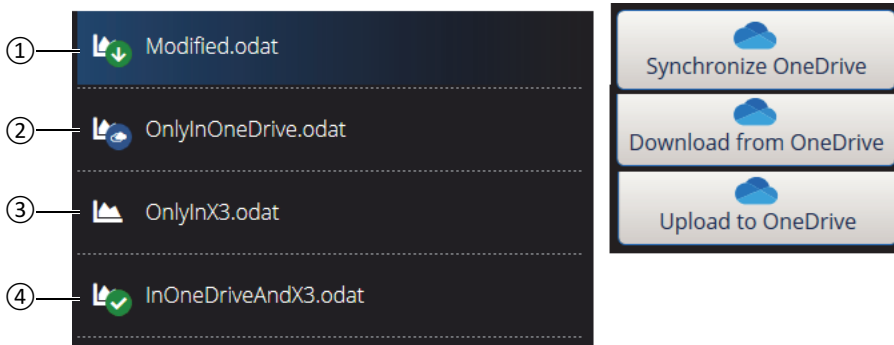 ① Modified.odat
② OnlyInOneDrive.odat
③ OnlyInX3.odat
④ InOneDriveAndX3.odat
Synchronize OneDrive
Download from OneDrive
Upload to OneDrive